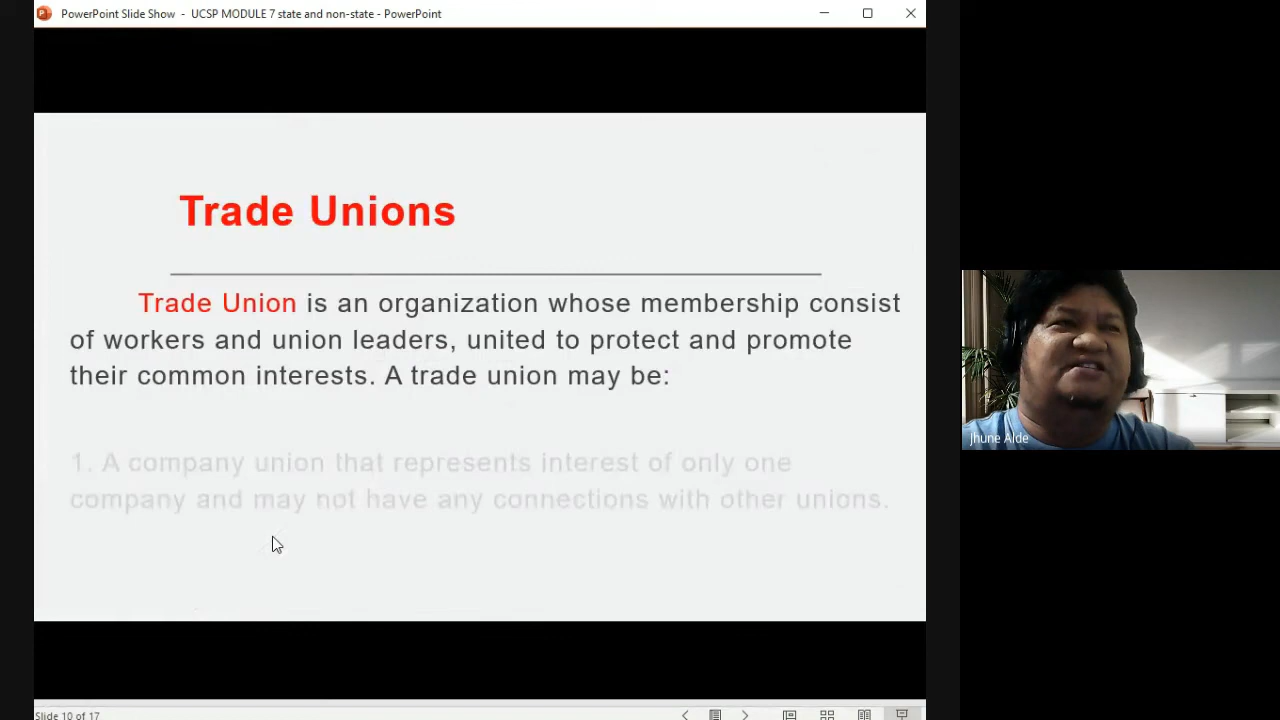 PowerPoint Slide Show - UCSP MODULE 7 state and non-state - PowerPoint
Trade Unions
Trade Union is an organization whose membership consist
of workers and union leaders, united to protect and promote
their common interests. A trade union may be:
1. A company union that represents interest of only one
company and may not have any connections with other unions.
Jhune Alde
Slide 10 of 17